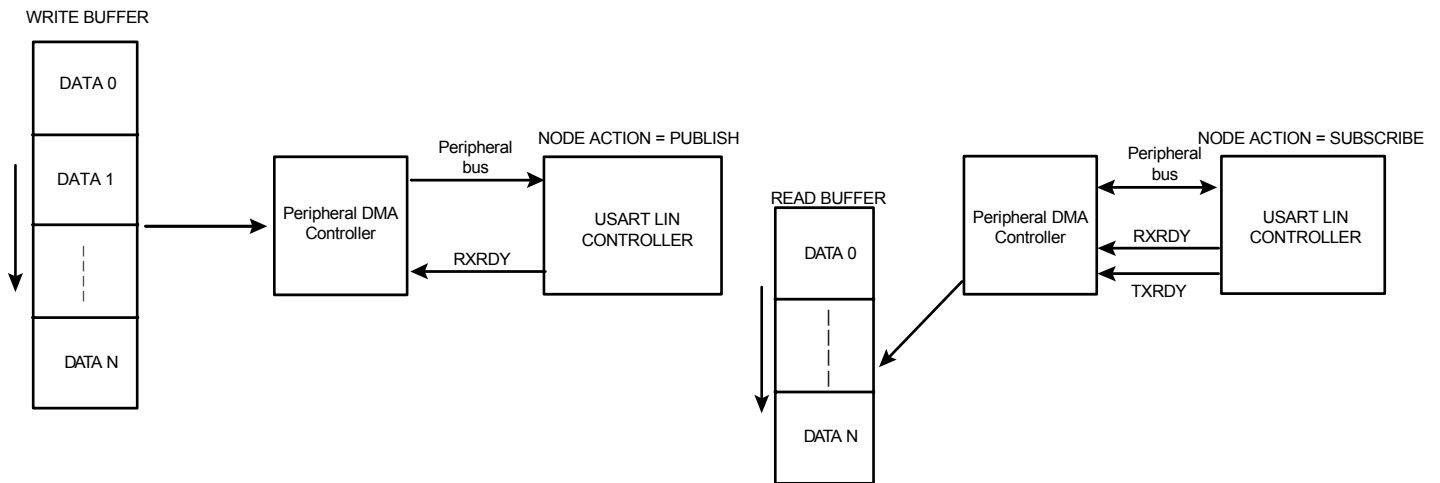 WRITE BUFFER
DATA 0
DATA 1
DATA N
Peripheral DMA
Controller
Peripheral
bus
RXRDY
NODE ACTION = PUBLISH
USART LIN
CONTROLLER
READ BUFFER
DATA 0
DATA N
Peripheral DMA
Controller
Peripheral
bus
RXRDY
TXRDY
NODE ACTION = SUBSCRIBE
USART LIN
CONTROLLER